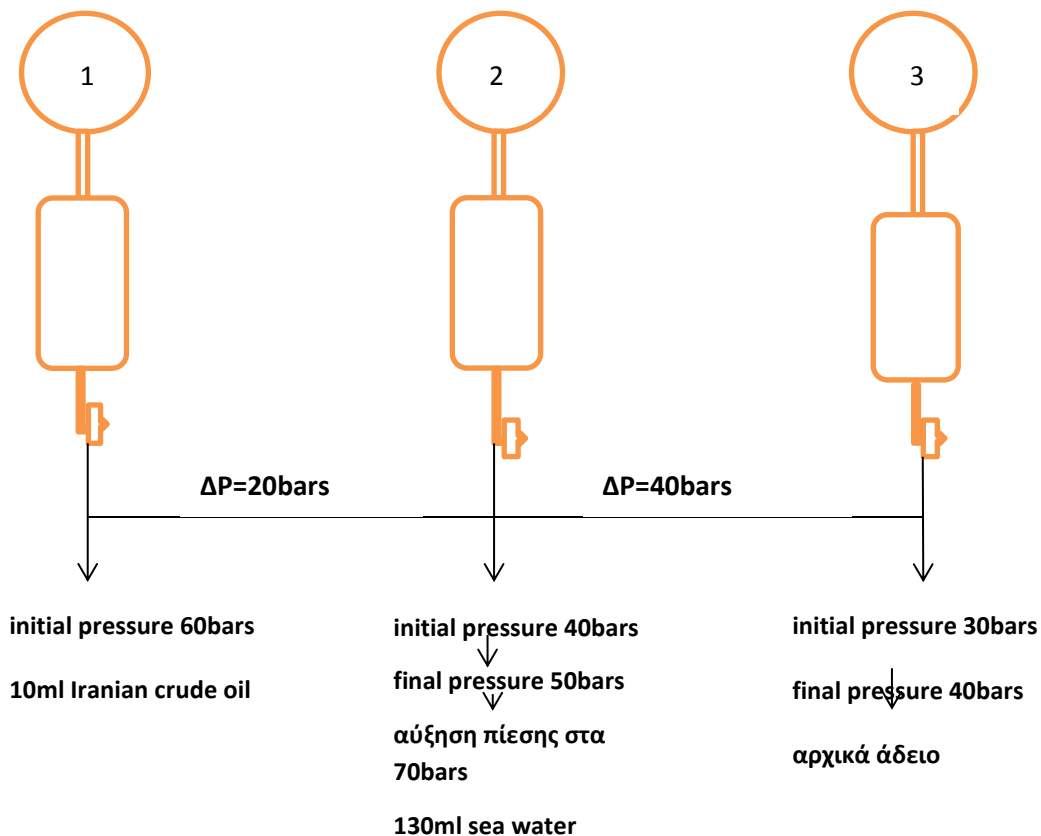 1
2
3
ΔP=20bars
ΔP=40bars
initial pressure 60bars
10ml Iranian crude oil
initial pressure 40bars
final pressure 50bars
αύξηση πίεσης στα
70bars
130ml sea water
initial pressure 30bars
final pressure 40bars
αρχικά άδειο